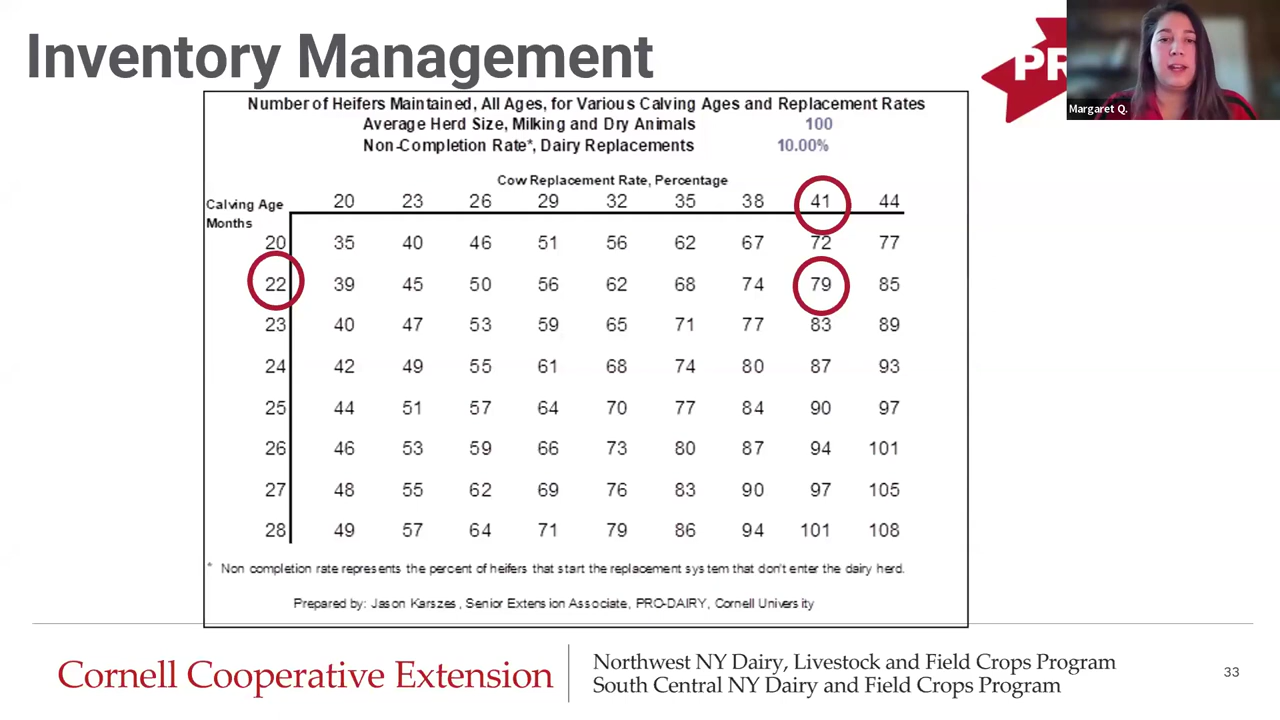 Inventory Management
PR
Margaret Q.
Number of Heifers Maintained, All Ages, for Various Calving Ages and Replacement Rates
Average Herd Size, Milking and Dry Animals 100
Non-Completion Rate*, Dairy Replacements 10.00%
Cow Replacement Rate, Percentage
Calving Age 20 23 26 29 32 35 38 41 44
Months
20 35 40 46 51 56 62 67 72 77
22 39 45 50 56 62 68 74 79 85
23 40 47 53 59 65 71 77 83 89
24 42 49 55 61 68 74 80 87 93
25 44 51 57 64 70 77 84 90 97
26 46 53 59 66 73 80 87 94 101
27 48 55 62 69 76 83 90 97 105
28 49 57 64 71 79 86 94 101 108
* Non completion rate represents the percent of heifers that start the replacement system that don't enter the dairy herd.
Prepared by: Jason Karszes, Senior Extension Associate, PRO-DAIRY, Cornell University
Cornell Cooperative Extension
Northwest NY Dairy, Livestock and Field Crops Program
South Central NY Dairy and Field Crops Program
33